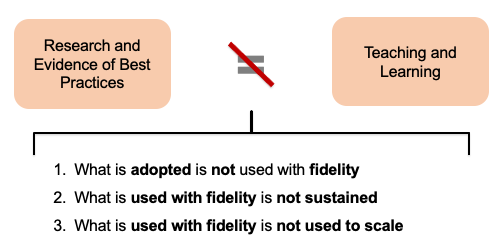 Research and
Evidence of Best
Practices
Teaching and
Learning
1. What is adopted is not used with fidelity
2. What is used with fidelity is not sustained
3. What is used with fidelity is not used to scale